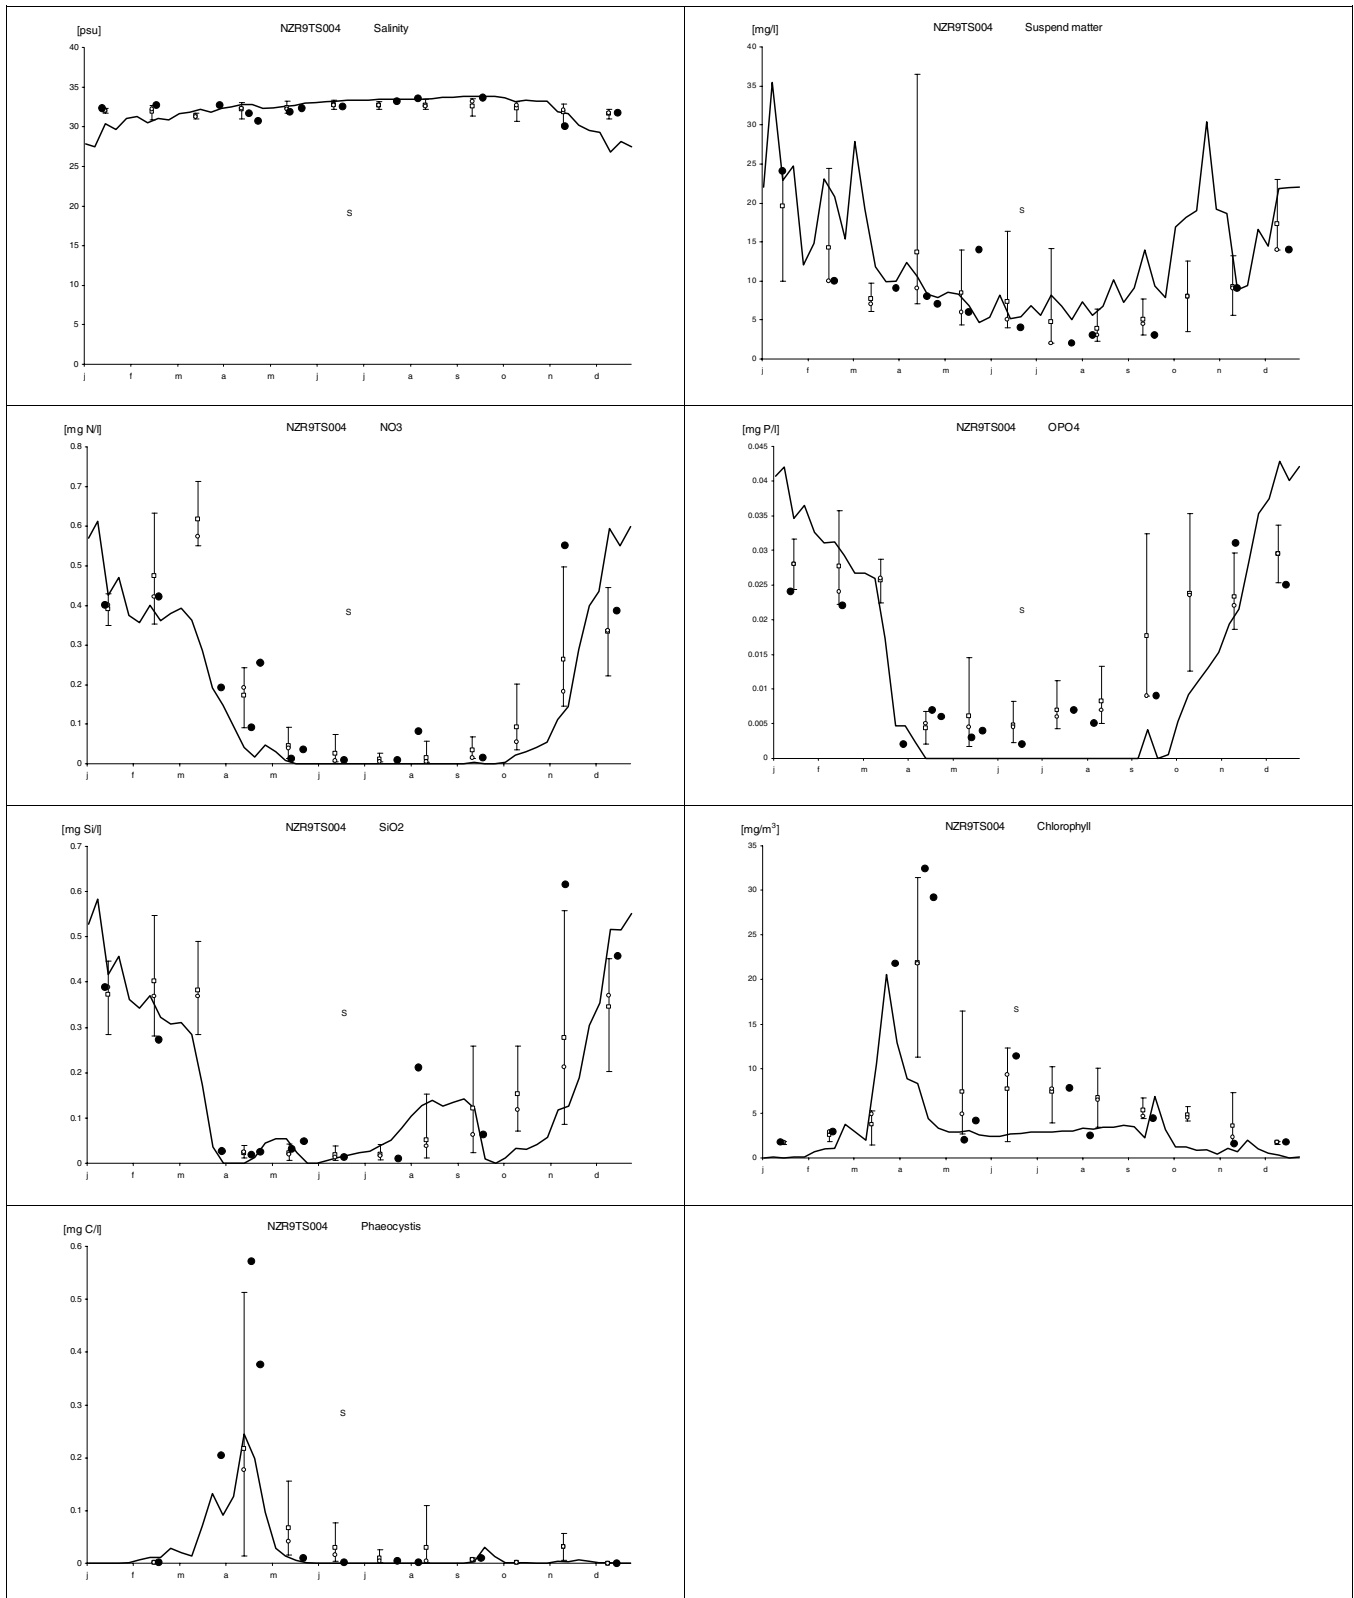 [psu] NZR9TS004 Salinity
40
35
30
25
20
15
10
5
0
S
j f m a m j j a s o n d
[mg/l] NZR9TS004 Suspend matter
40
35
30
25
20
15
10
5
0
S
j f m a m j j a s o n d
[mg N/l] NZR9TS004 NO3
0.8
0.7
0.6
0.5
0.4
0.3
0.2
0.1
0
S
j f m a m j j a s o n d
[mg P/l] NZR9TS004 OPO4
0.045
0.04
0.035
0.03
0.025
0.02
0.015
0.01
0.005
0
S
j f m a m j j a s o n d
[mg Si/l] NZR9TS004 SiO2
0.7
0.6
0.5
0.4
0.3
0.2
0.1
0
S
j f m a m j j a s o n d
[mg/m³] NZR9TS004 Chlorophyll
35
30
25
20
15
10
5
0
S
j f m a m j j a s o n d
[mg C/l] NZR9TS004 Phaeocystis
0.6
0.5
0.4
0.3
0.2
0.1
0
S
j f m a m j j a s o n d